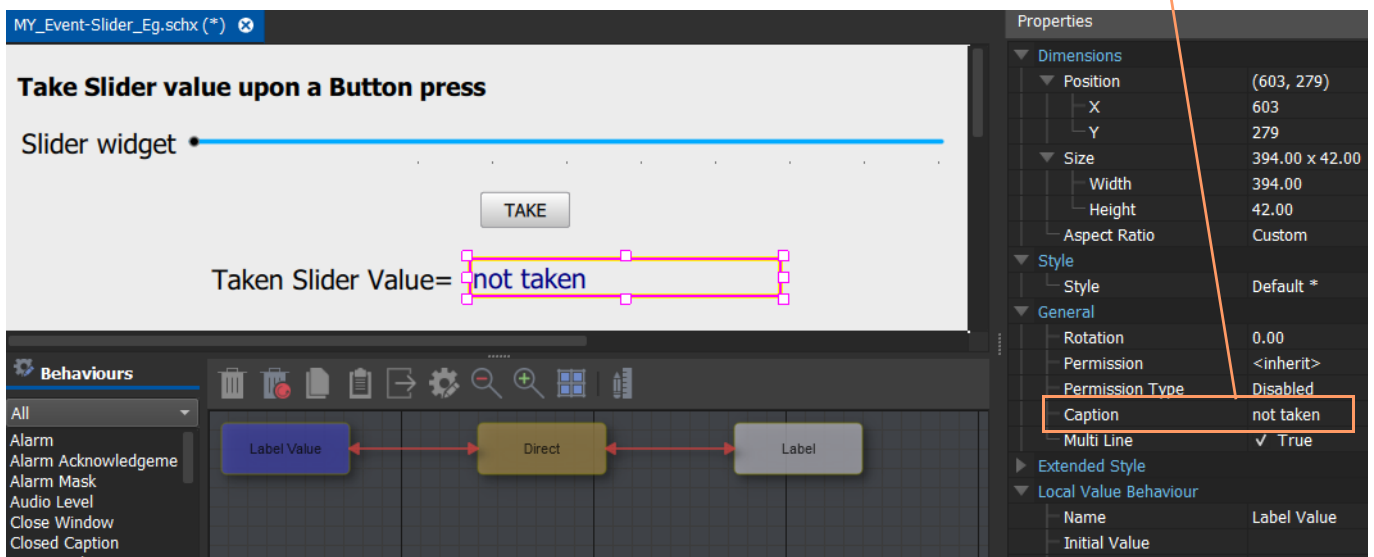 MY_Event-Slider_Eg.schx (*)
Take Slider value upon a Button press
Slider widget
TAKE
Taken Slider Value= not taken
Behaviours
All
Alarm
Alarm Acknowledgeme
Alarm Mask
Audio Level
Close Window
Closed Caption
Label Value Direct Label
Properties
Dimensions
Position (603, 279)
X 603
Y 279
Size 394.00 x 42.00
Width 394.00
Height 42.00
Aspect Ratio Custom
Style
Style Default *
General
Rotation 0.00
Permission <inherit>
Permission Type Disabled
Caption not taken
Multi Line ✓ True
Extended Style
Local Value Behaviour
Name Label Value
Initial Value